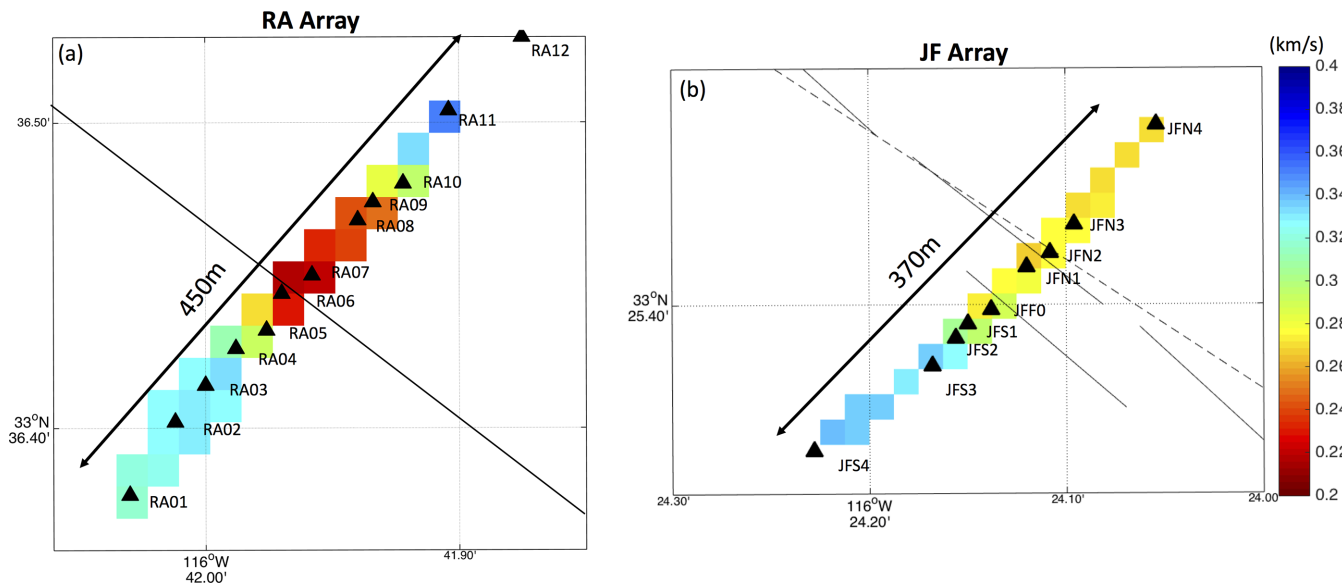 RA Array
(a)
RA12
RA11
36.50'
RA10
RA09
RA08
RA07
450m
RA06
RA05
RA04
RA03
33°N
36.40'
RA02
RA01
116°W
42.00'
41.90'
JF Array
(km/s)
(b)
0.4
0.38
0.36
0.34
0.32
0.3
0.28
0.26
0.24
0.22
0.2
JFN4
JFN3
370m
JFN2
JFN1
33°N
25.40'
JFF0
JFS1
JFS2
JFS3
JFS4
24.30'
116°W
24.20'
24.10'
24.00'